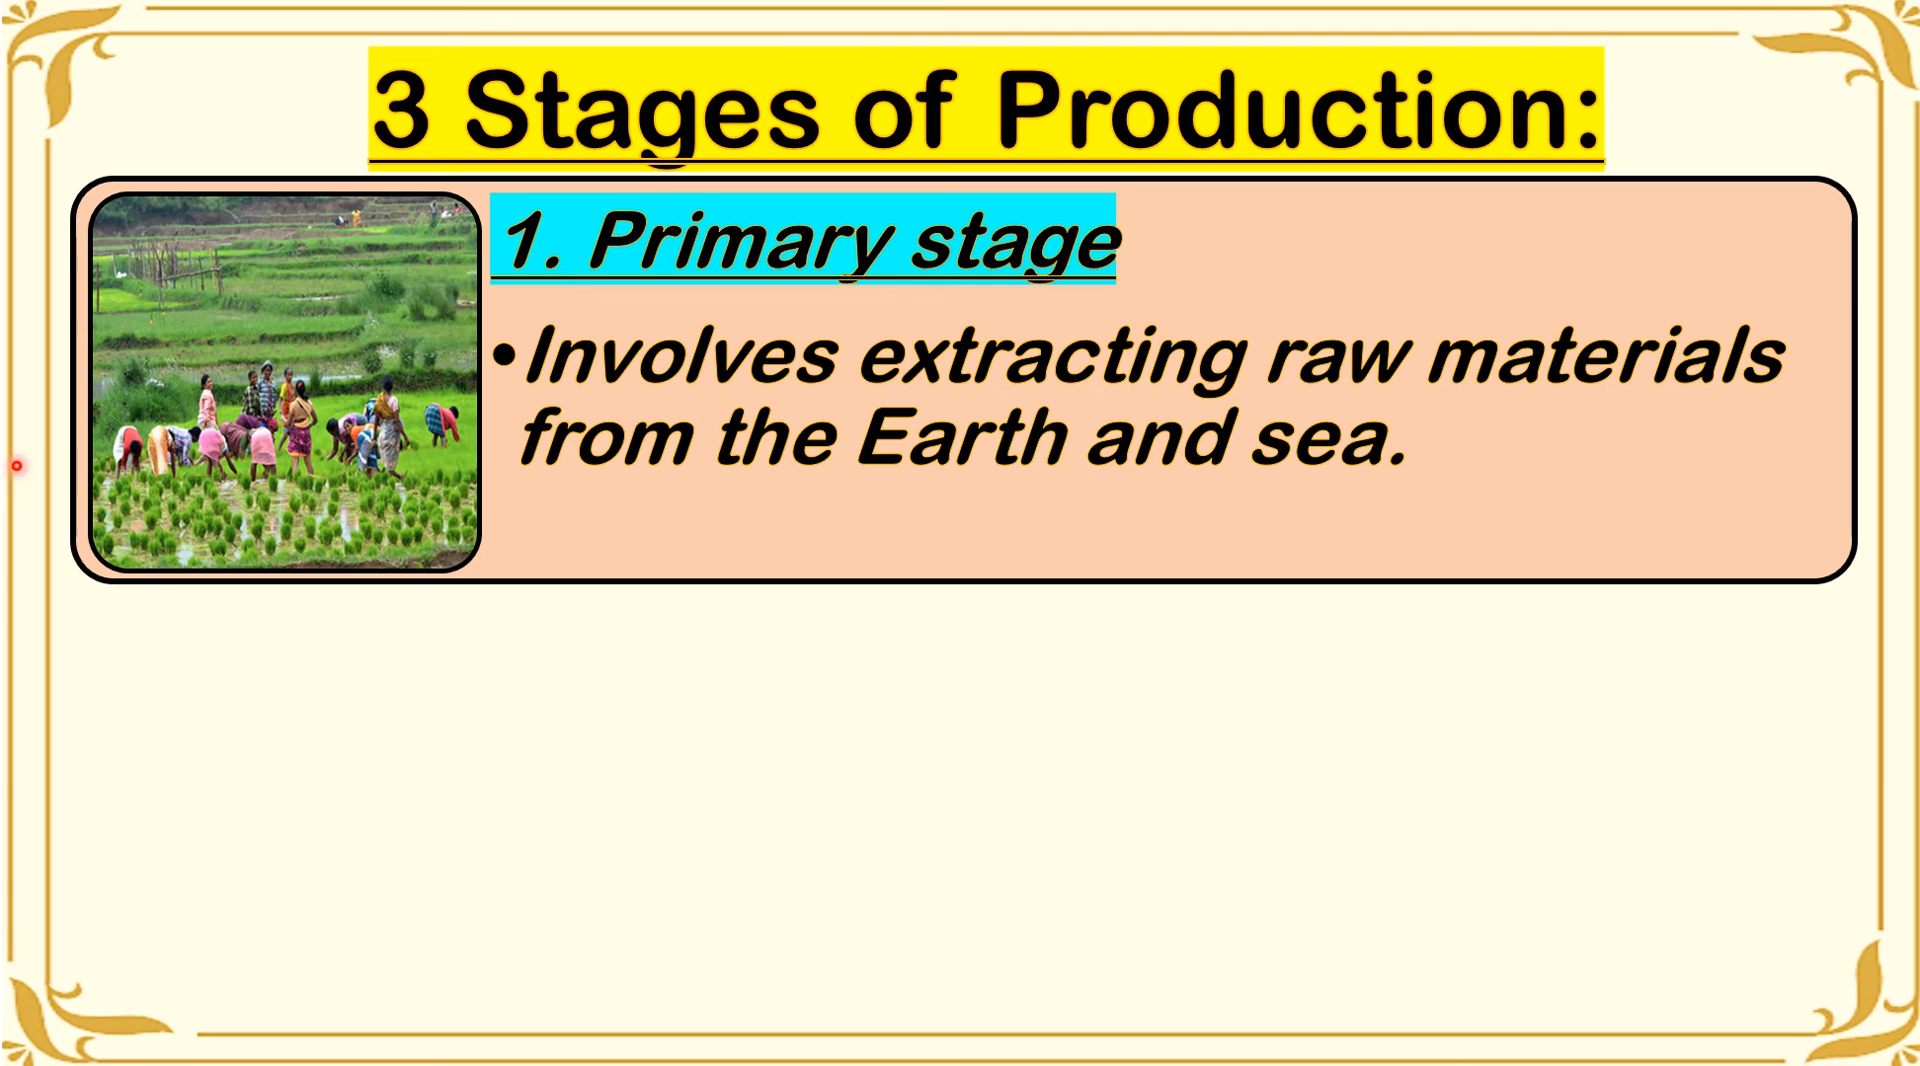 3 Stages of Production:
1. Primary stage
•Involves extracting raw materials
from the Earth and sea.